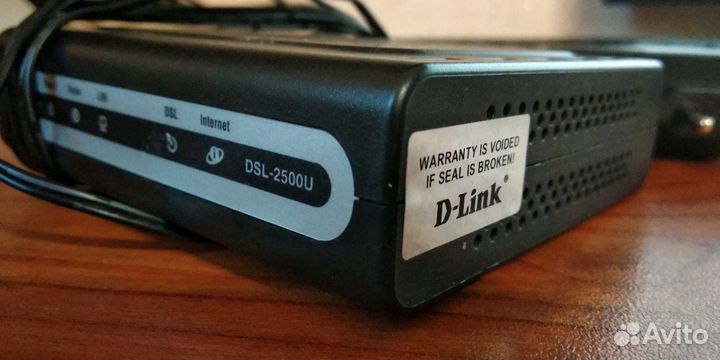 Status
LAN
DSL
Internet
DSL-2500U
WARRANTY IS VOIDED
IF SEAL IS BROKEN!
D-Link®
Avito